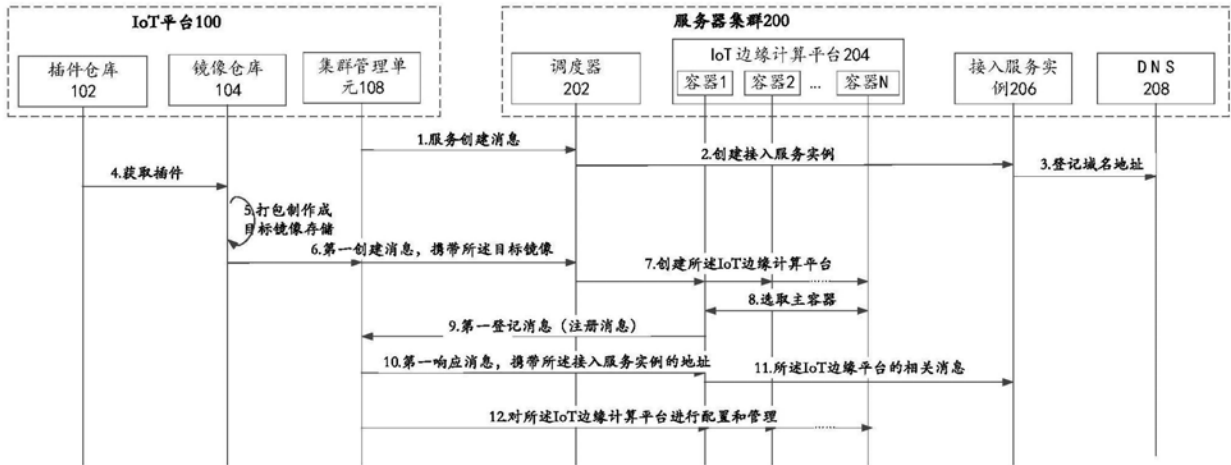 IoT平台100
服务器集群200
插件仓库
102
镜像仓库
104
集群管理单
元108
调度器
202
IoT边缘计算平台204
容器1
容器2
...
容器N
接入服务实
例206
DNS
208
1.服务创建消息
2.创建接入服务实例
3.登记域名地址
4.获取插件
5.打包制作成
目标镜像存储
6.第一创建消息，携带所述目标镜像
7.创建所述IoT边缘计算平台
......
8.选取主容器
9.第一登记消息（注册消息）
10.第一响应消息，携带所述接入服务实例的地址
11.所述IoT边缘平台的相关消息
12.对所述IoT边缘计算平台进行配置和管理
......